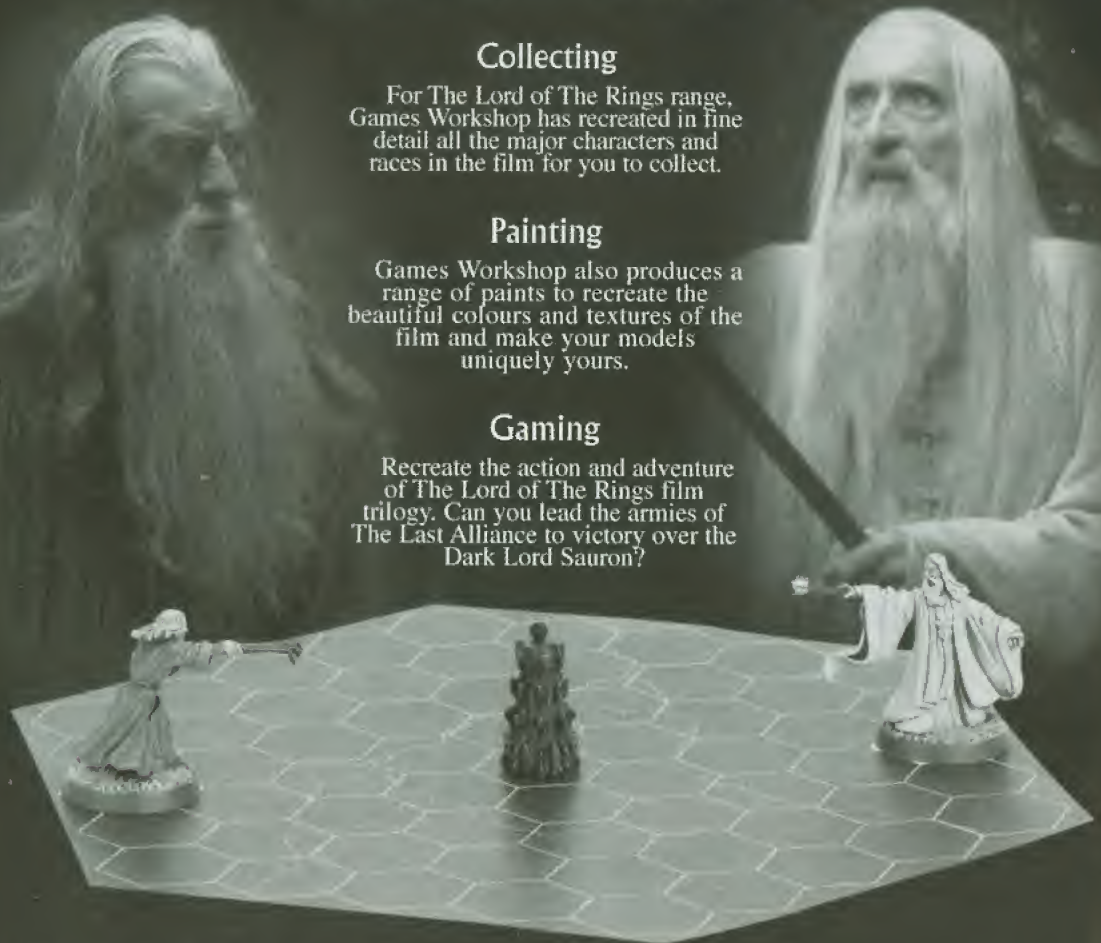 Collecting
For The Lord of The Rings range,
Games Workshop has recreated in fine
detail all the major characters and
races in the film for you to collect.
Painting
Games Workshop also produces a
range of paints to recreate the
beautiful colours and textures of the
film and make your models
uniquely yours.
Gaming
Recreate the action and adventure
of The Lord of The Rings film
trilogy. Can you lead the armies of
The Last Alliance to victory over the
Dark Lord Sauron?